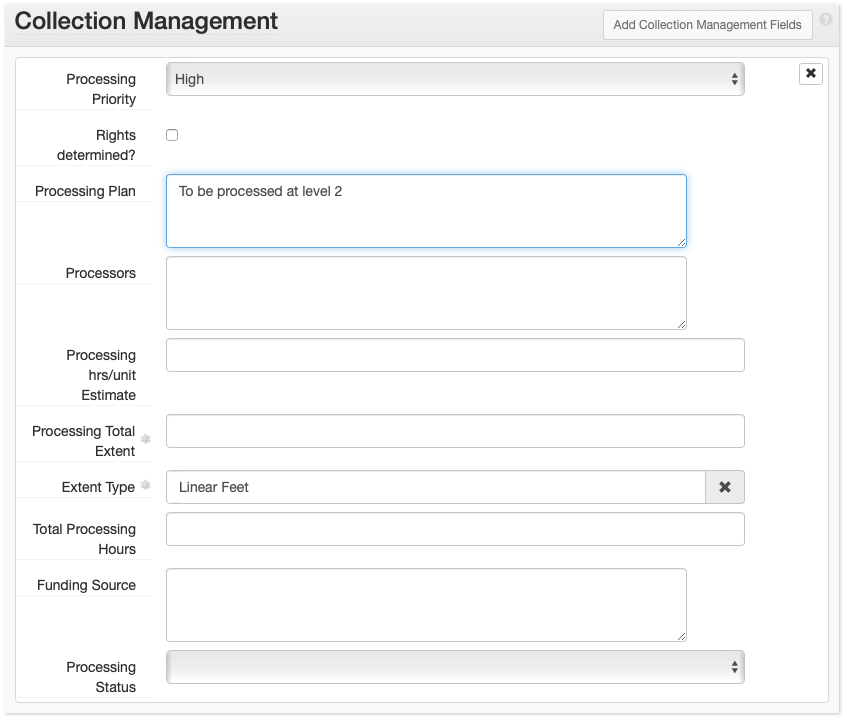 Collection Management
Add Collection Management Fields
Processing
Priority
High
Rights
determined?
Processing Plan
To be processed at level 2
Processors
Processing
hrs/unit
Estimate
Processing Total
Extent
Extent Type
Linear Feet
Total Processing
Hours
Funding Source
Processing
Status